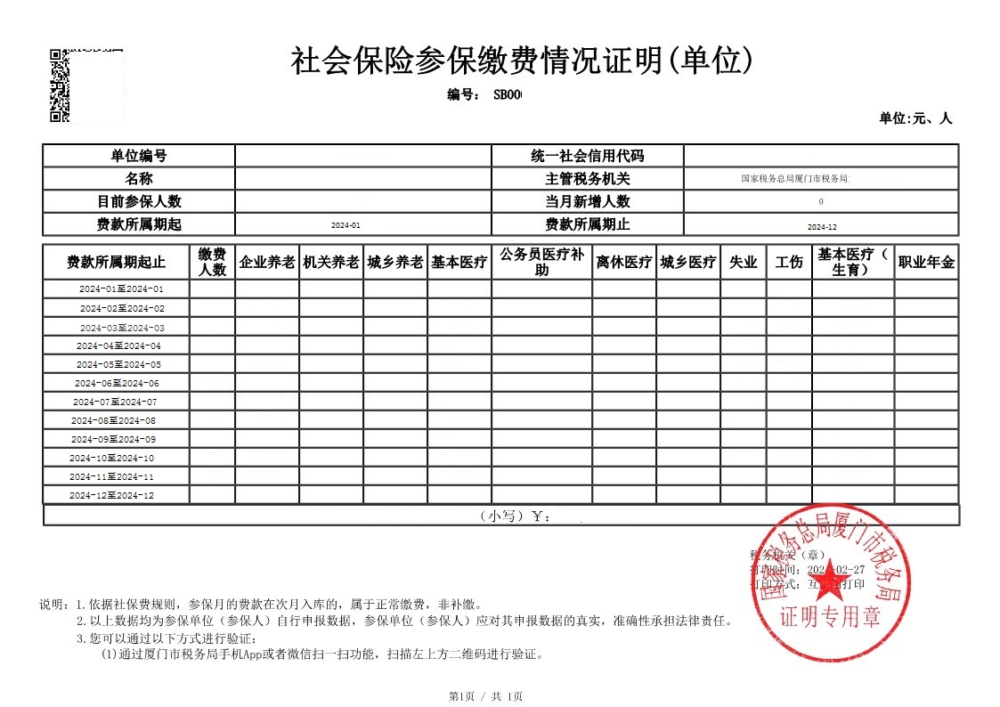 社会保险参保缴费情况证明(单位)
编号： SB00
单位:元、人
单位编号 统一社会信用代码
名称 主管税务机关 国家税务总局厦门市税务局
目前参保人数 当月新增人数 0
费款所属期起 2024-01 费款所属期止 2024-12
费款所属期起止 缴费人数 企业养老 机关养老 城乡养老 基本医疗 公务员医疗补助 离休医疗 城乡医疗 失业 工伤 基本医疗（生育） 职业年金
2024-01至2024-01
2024-02至2024-02
2024-03至2024-03
2024-04至2024-04
2024-05至2024-05
2024-06至2024-06
2024-07至2024-07
2024-08至2024-08
2024-09至2024-09
2024-10至2024-10
2024-11至2024-11
2024-12至2024-12
（小写）￥：
国家税务总局厦门市税务局
证明专用章
税务机关（章）
打印时间：202 -02-27
打印方式：互 网打印
说明：1.依据社保费规则，参保月的费款在次月入库的，属于正常缴费，非补缴。
2.以上数据均为参保单位（参保人）自行申报数据，参保单位（参保人）应对其申报数据的真实，准确性承担法律责任。
3.您可以通过以下方式进行验证：
(1)通过厦门市税务局手机App或者微信扫一扫功能，扫描左上方二维码进行验证。
第1页 / 共 1页